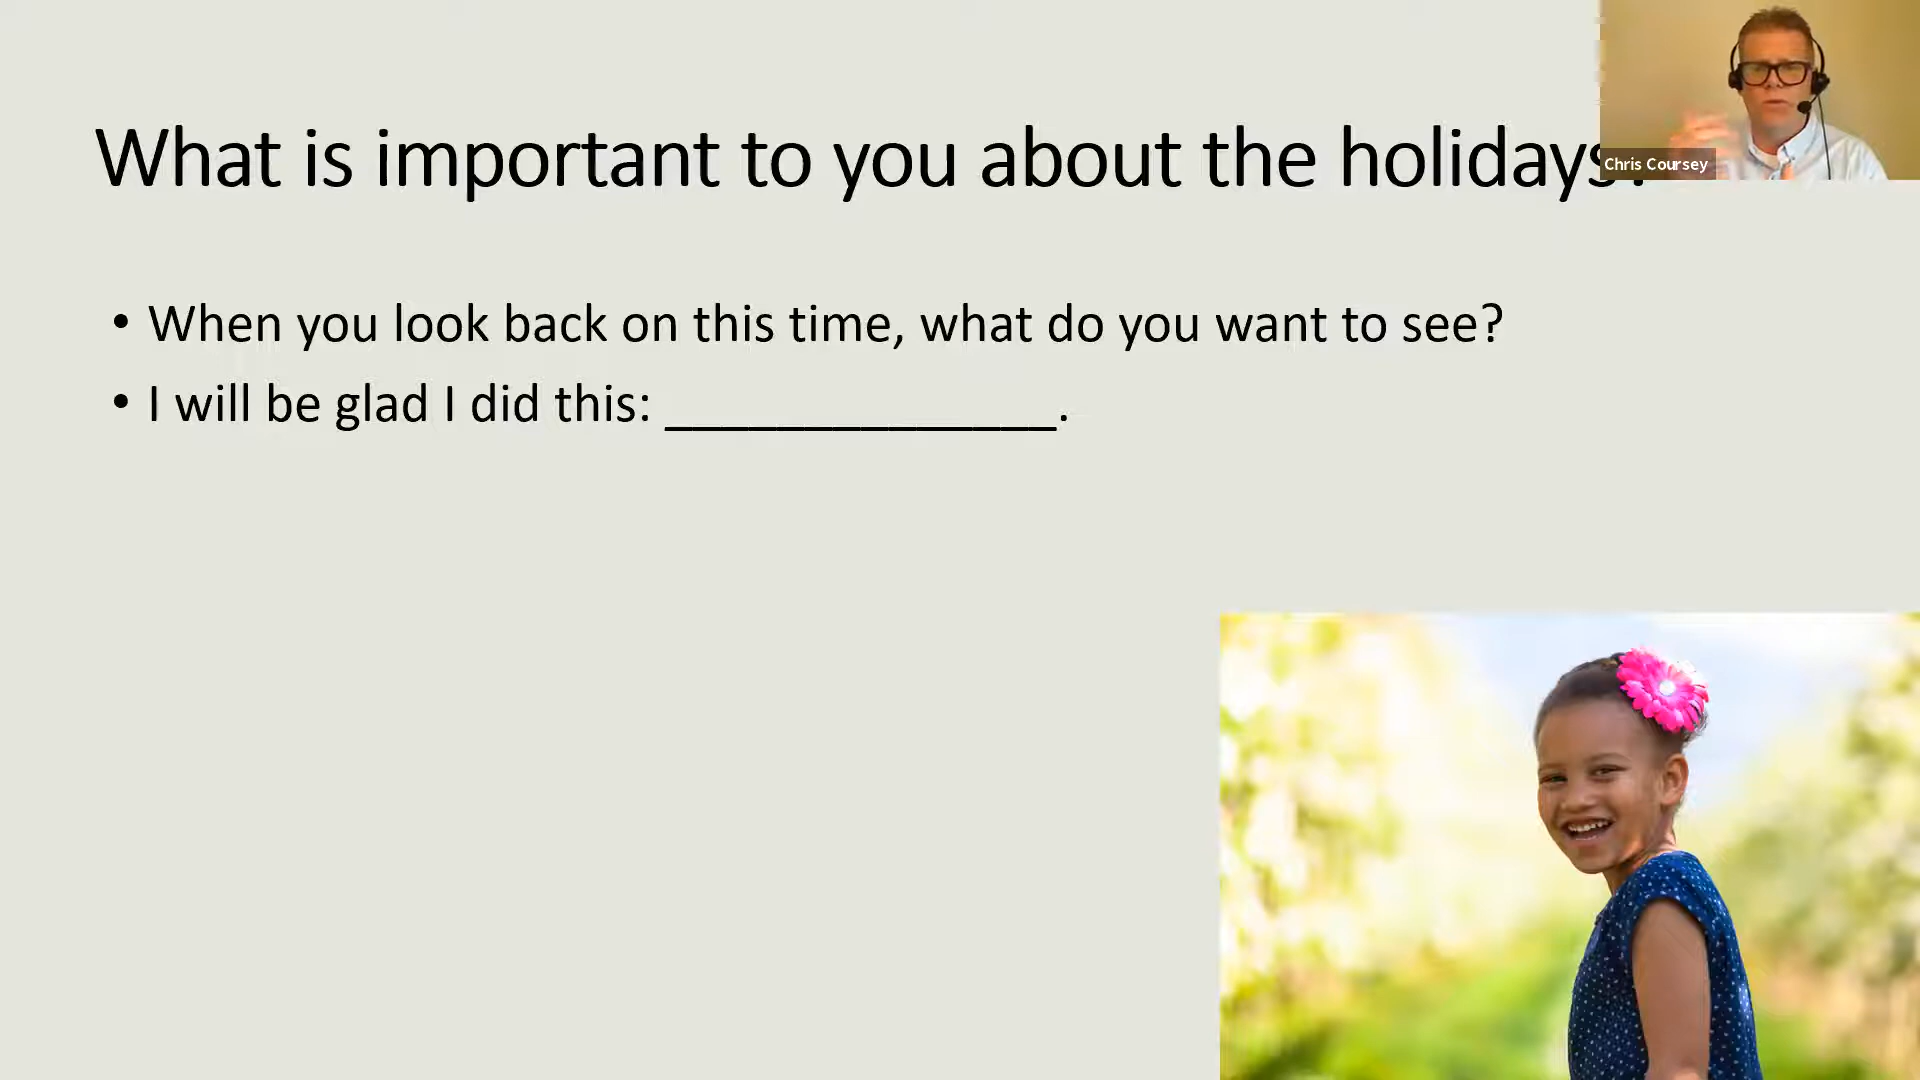 What is important to you about the holidays?
Chris Coursey
• When you look back on this time, what do you want to see?
• I will be glad I did this: ______________.